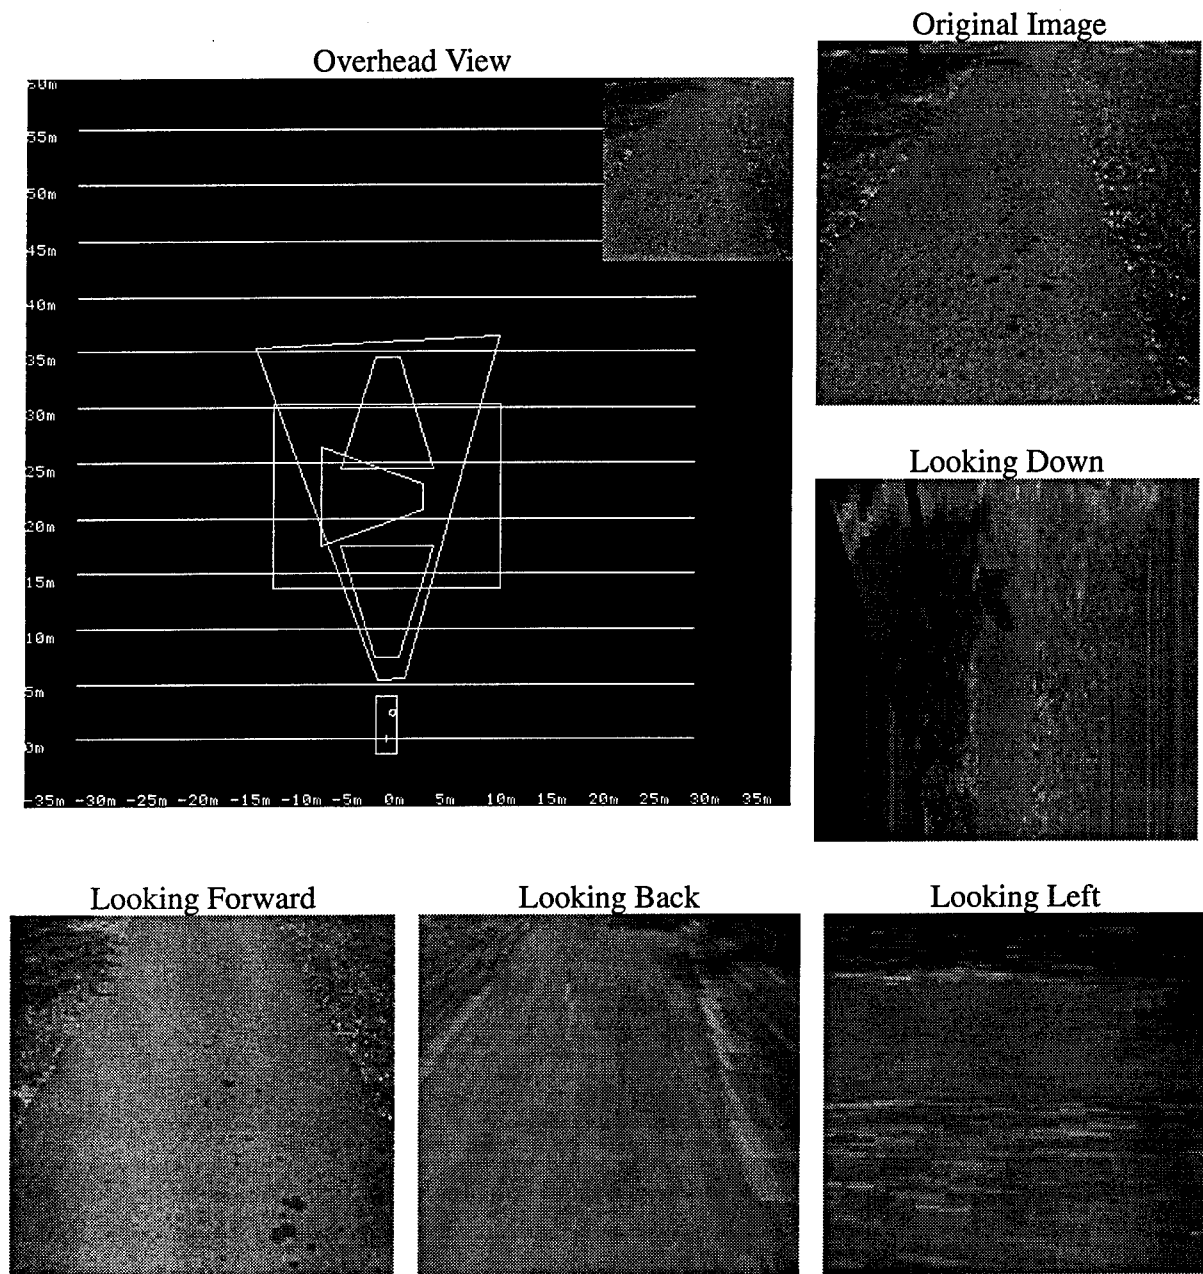 Original Image
Overhead View
60m
55m
50m
45m
40m
35m
30m
25m
20m
15m
10m
5m
0m
-35m -30m -25m -20m -15m -10m -5m 0m 5m 10m 15m 20m 25m 30m 35m
Looking Down
Looking Forward
Looking Back
Looking Left